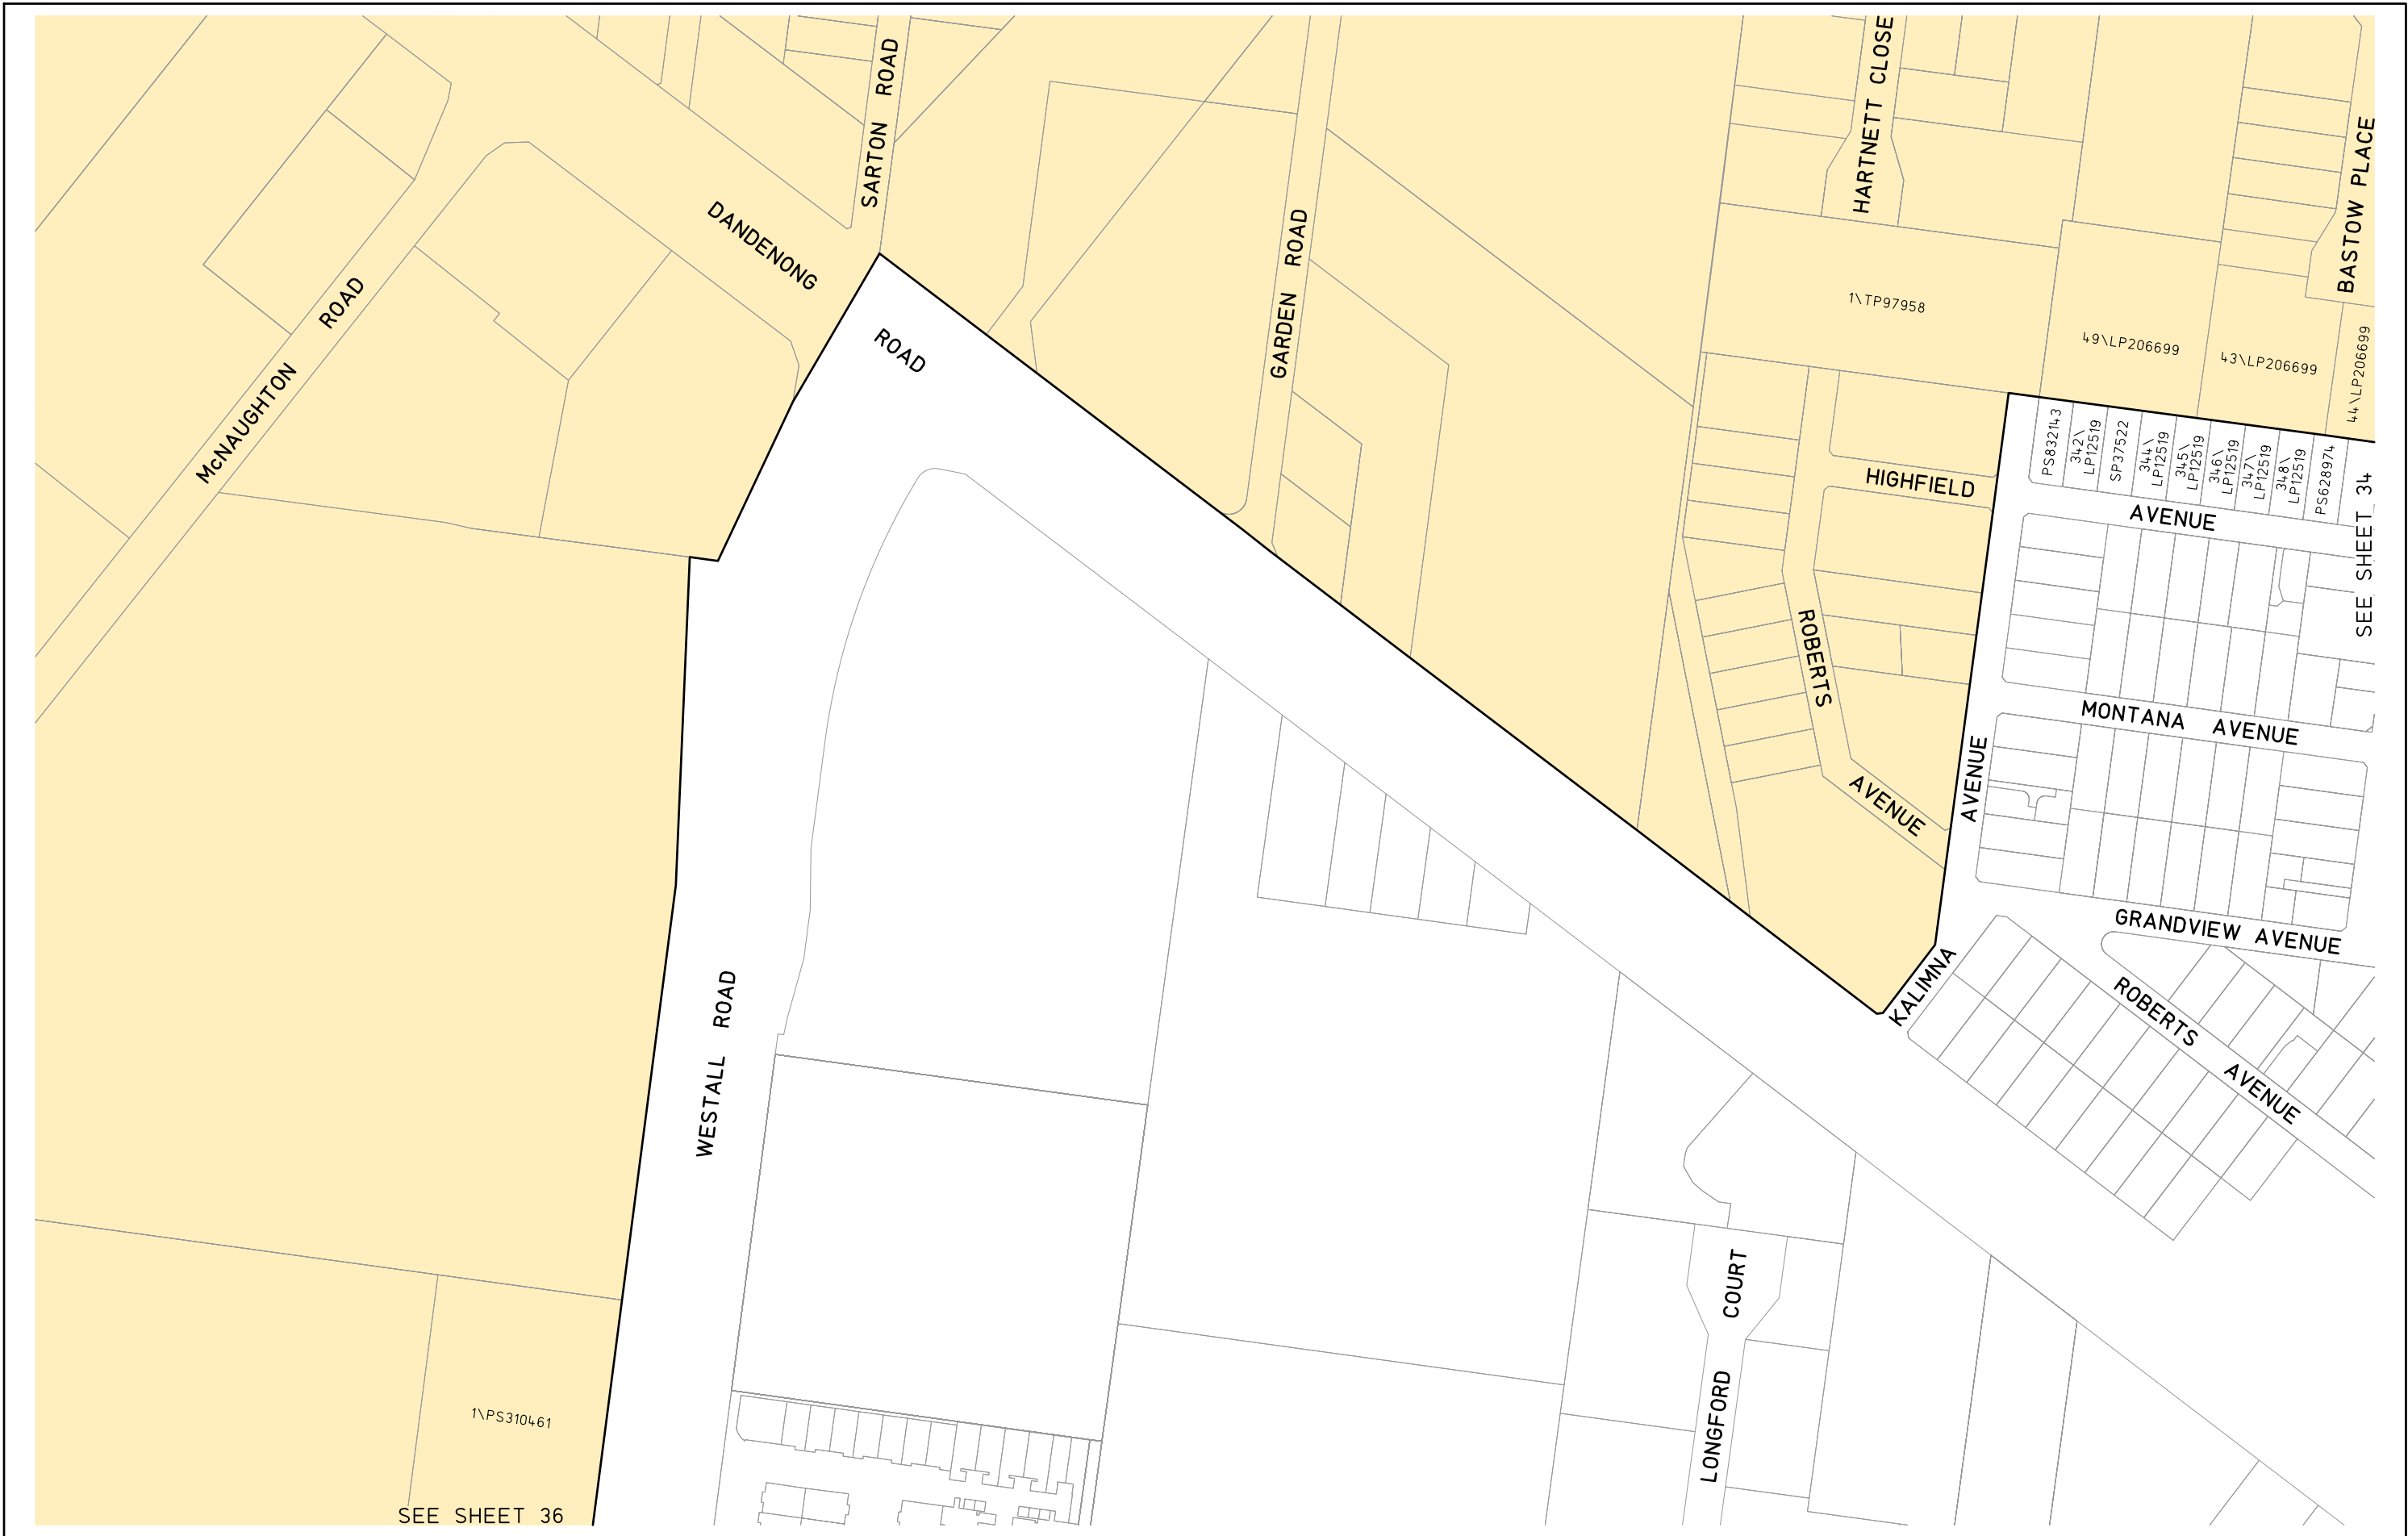 SARTON ROAD
HARTNETT CLOSE
BASTOW PLACE
DANDENONG
ROAD
GARDEN ROAD
McNAUGHTON ROAD
1\TP97958
49\LP206699
43\LP206699
44\LP206699
PS832143
342\
LP12519
SP37522
344\
LP12519
345\
LP12519
346\
LP12519
347\
LP12519
348\
LP12519
PS628974
SEE SHEET 34
HIGHFIELD
AVENUE
ROBERTS
AVENUE
MONTANA AVENUE
AVENUE
KALIMNA
GRANDVIEW AVENUE
ROBERTS AVENUE
WESTALL ROAD
LONGFORD COURT
1\PS310461
SEE SHEET 36